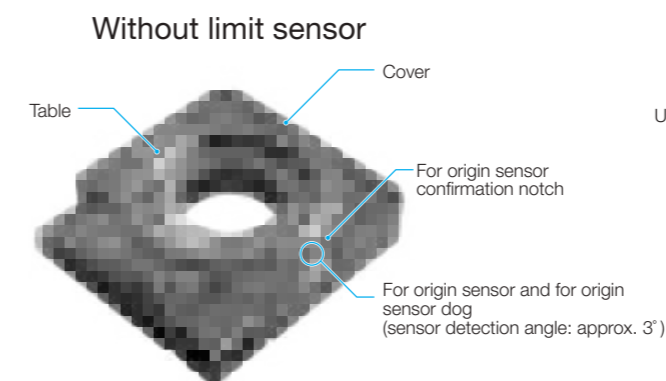 Without limit sensor
Cover
Table
U
For origin sensor
confirmation notch
For origin sensor and for origin
sensor dog
(sensor detection angle: approx. 3°)